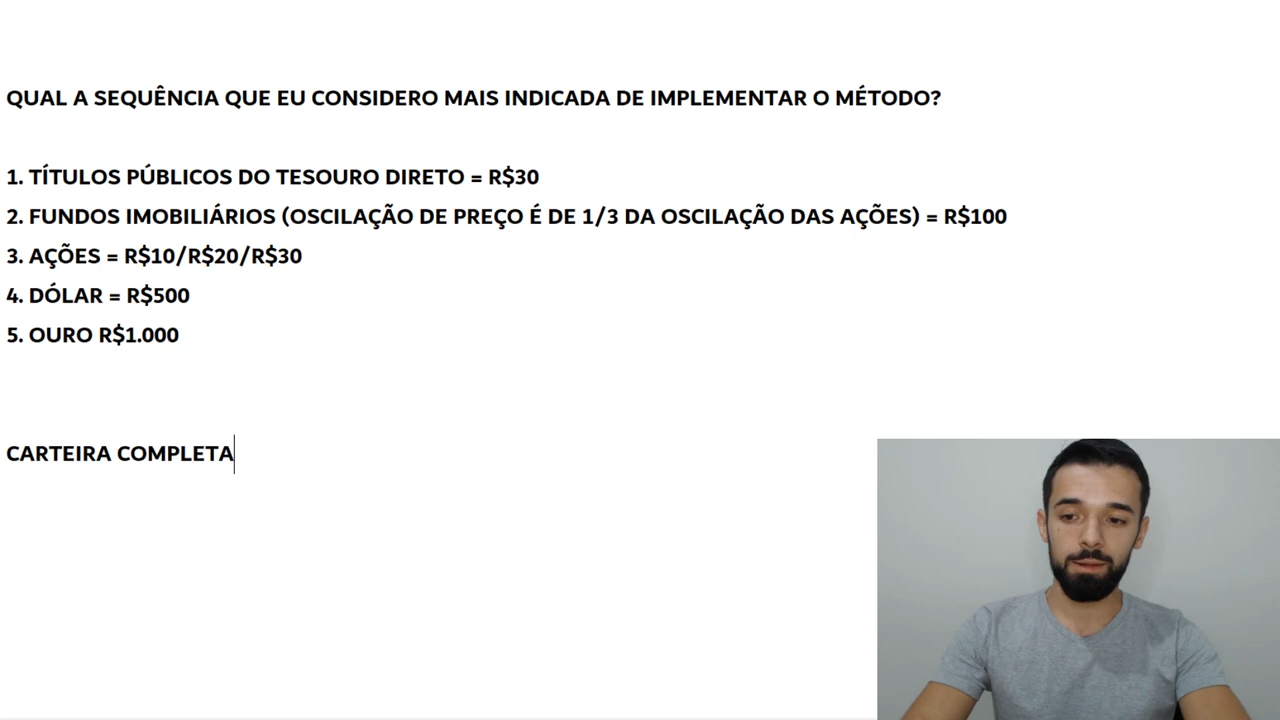 QUAL A SEQUÊNCIA QUE EU CONSIDERO MAIS INDICADA DE IMPLEMENTAR O MÉTODO?
1. TÍTULOS PÚBLICOS DO TESOURO DIRETO = R$30
2. FUNDOS IMOBILIÁRIOS (OSCILAÇÃO DE PREÇO É DE 1/3 DA OSCILAÇÃO DAS AÇÕES) = R$100
3. AÇÕES = R$10/R$20/R$30
4. DÓLAR = R$500
5. OURO R$1.000
CARTEIRA COMPLETA